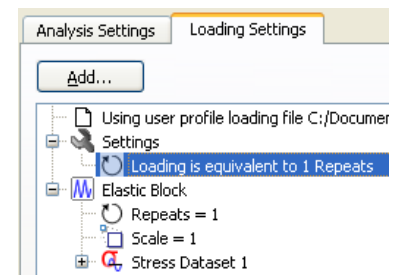 Analysis Settings
Loading Settings
Add...
Using user profile loading file C:/Documer
Settings
Loading is equivalent to 1 Repeats
Elastic Block
Repeats = 1
Scale = 1
Stress Dataset 1